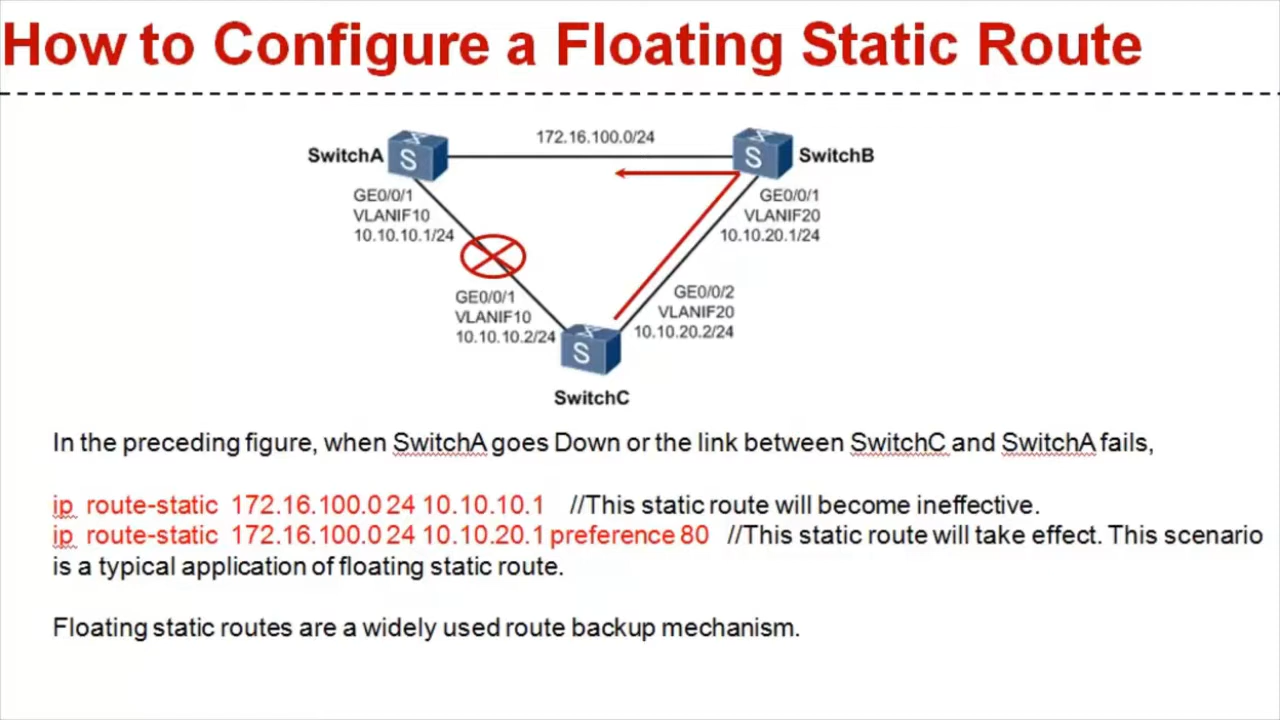 How to Configure a Floating Static Route
172.16.100.0/24
SwitchA
S
S
SwitchB
GE0/0/1
VLANIF10
10.10.10.1/24
GE0/0/1
VLANIF20
10.10.20.1/24
GE0/0/1
VLANIF10
10.10.10.2/24
GE0/0/2
VLANIF20
10.10.20.2/24
S
SwitchC
In the preceding figure, when SwitchA goes Down or the link between SwitchC and SwitchA fails,
ip route-static 172.16.100.0 24 10.10.10.1 //This static route will become ineffective.
ip route-static 172.16.100.0 24 10.10.20.1 preference 80 //This static route will take effect. This scenario
is a typical application of floating static route.
Floating static routes are a widely used route backup mechanism.